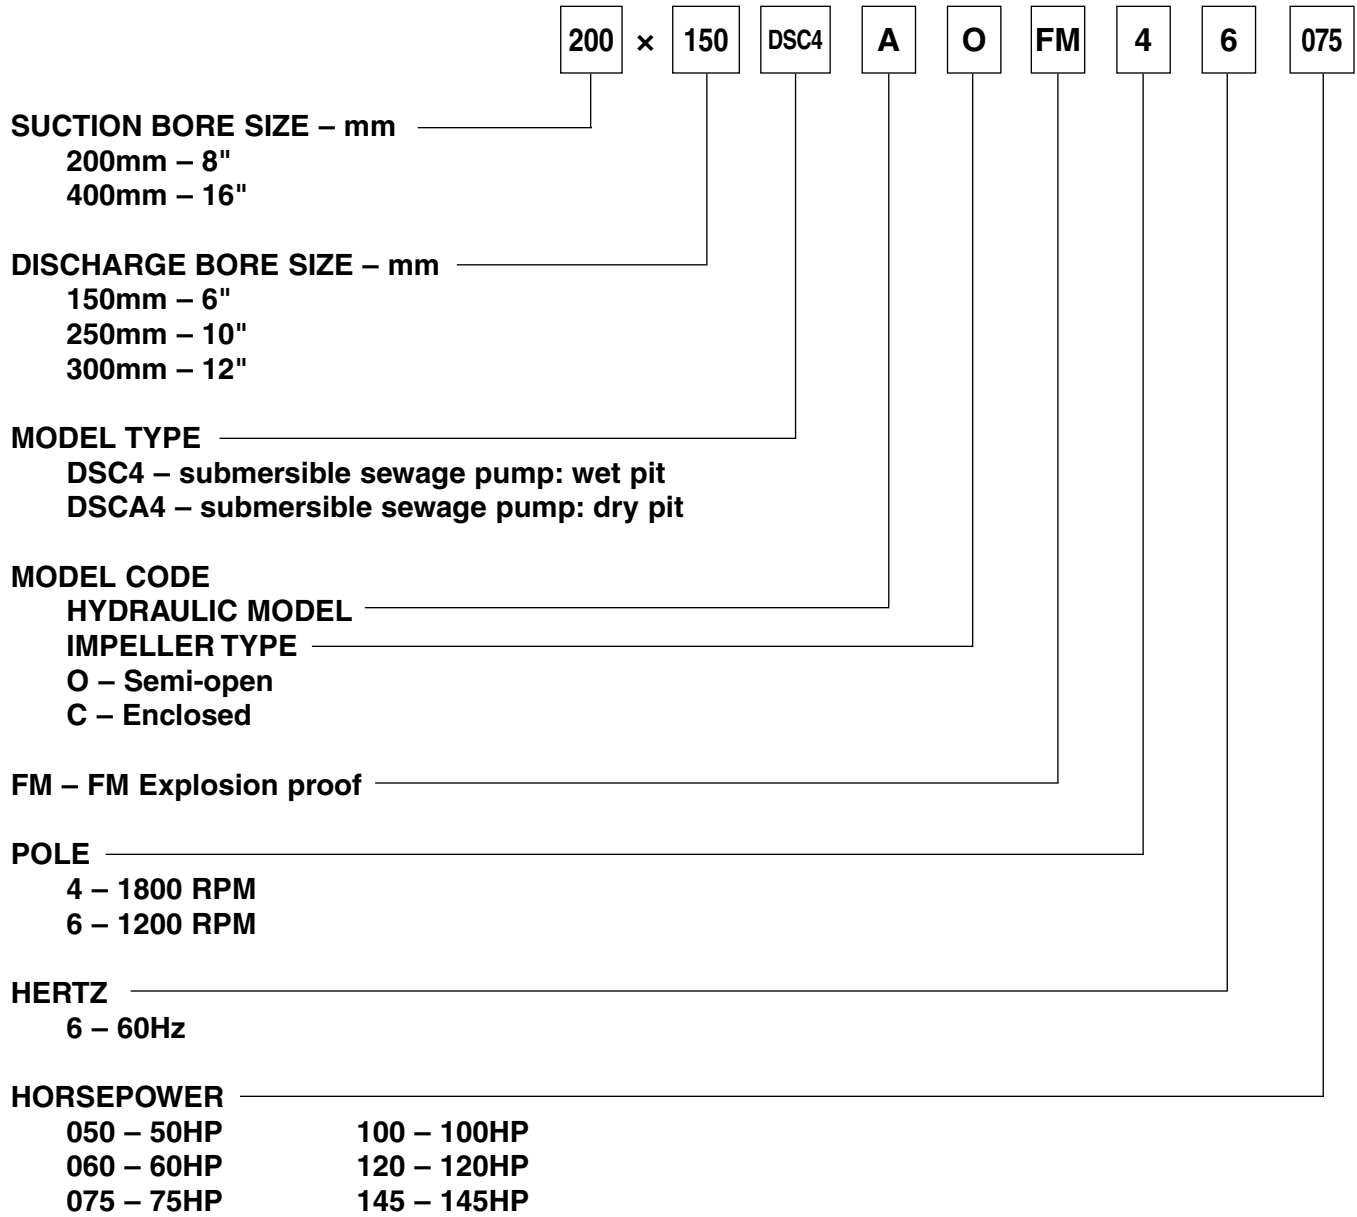 200 × 150 DSC4 A O FM 4 6 075
SUCTION BORE SIZE – mm
200mm – 8"
400mm – 16"
DISCHARGE BORE SIZE – mm
150mm – 6"
250mm – 10"
300mm – 12"
MODEL TYPE
DSC4 – submersible sewage pump: wet pit
DSCA4 – submersible sewage pump: dry pit
MODEL CODE
HYDRAULIC MODEL
IMPELLER TYPE
O – Semi-open
C – Enclosed
FM – FM Explosion proof
POLE
4 – 1800 RPM
6 – 1200 RPM
HERTZ
6 – 60Hz
HORSEPOWER
050 – 50HP 100 – 100HP
060 – 60HP 120 – 120HP
075 – 75HP 145 – 145HP